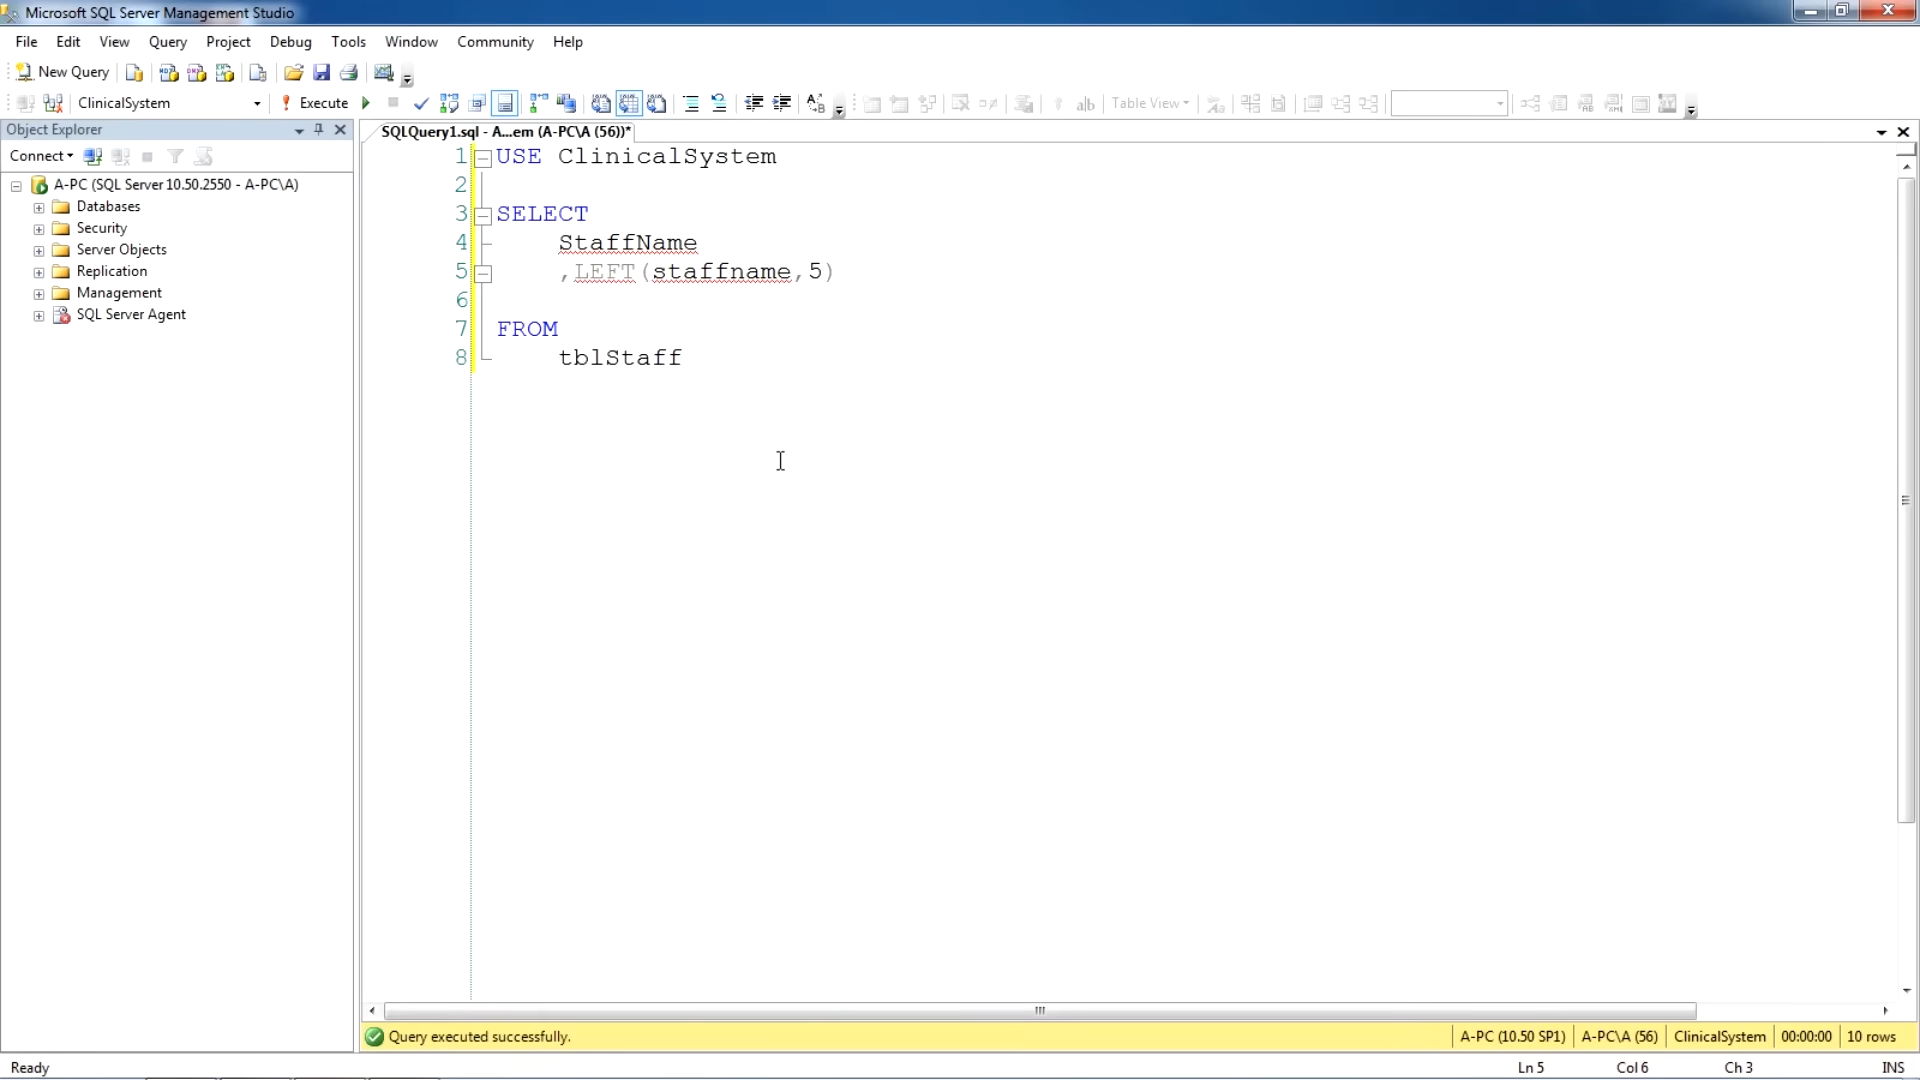 Microsoft SQL Server Management Studio
File Edit View Query Project Debug Tools Window Community Help
New Query
ClinicalSystem Execute Table View
Object Explorer
SQLQuery1.sql - A...em (A-PC\A (56))*
Connect
A-PC (SQL Server 10.50.2550 - A-PC\A)
Databases
Security
Server Objects
Replication
Management
SQL Server Agent
1 USE ClinicalSystem
2
3 SELECT
4 StaffName
5 ,LEFT(staffname,5)
6
7 FROM
8 tblStaff
Query executed successfully. A-PC (10.50 SP1) A-PC\A (56) ClinicalSystem 00:00:00 10 rows
Ready Ln 5 Col 6 Ch 3 INS